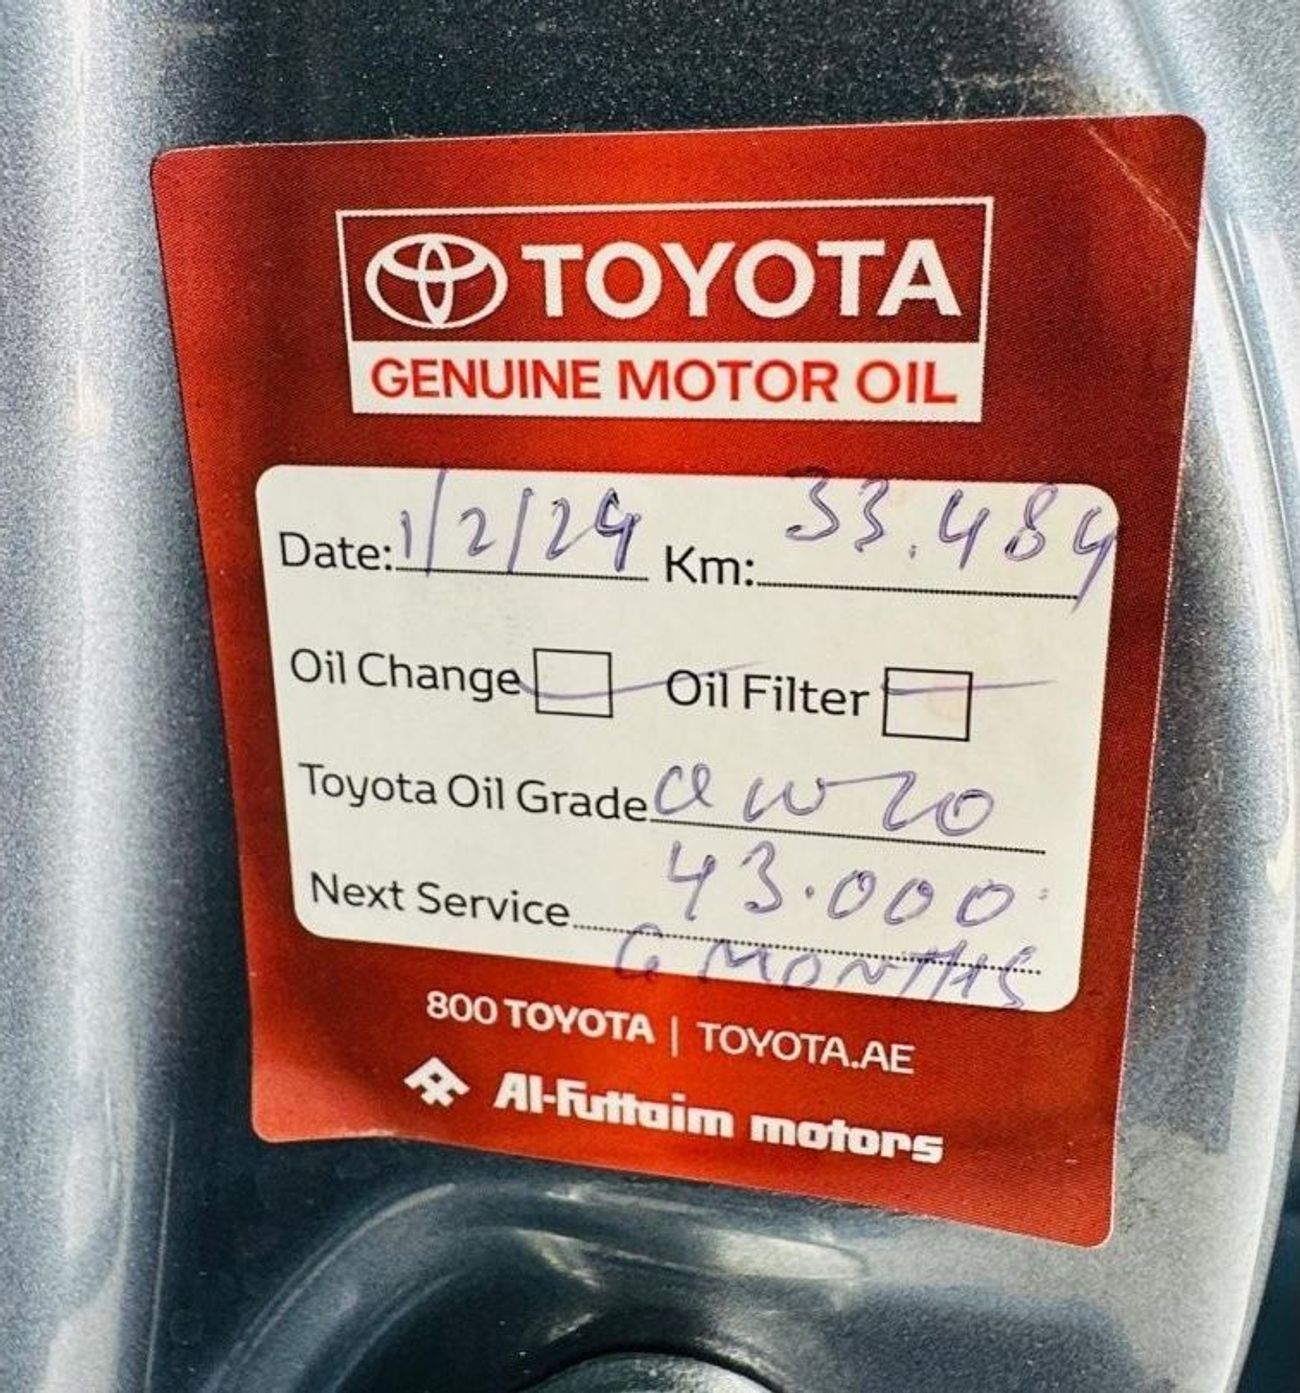 TOYOTA
GENUINE MOTOR OIL
Date: 1/2/24 Km: 33.484
Oil Change Oil Filter
Toyota Oil Grade 0W20
Next Service 43.000
6 MONTHS
800 TOYOTA | TOYOTA.AE
Al-Futtaim motors